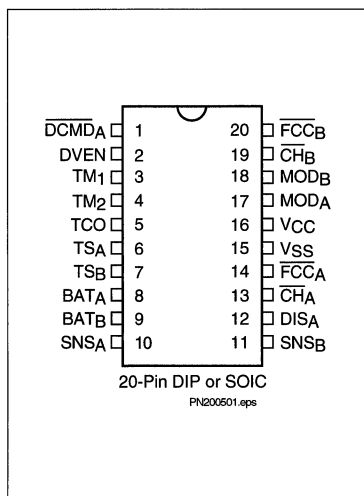 DCMDA 1 20 FCCB
DVEN 2 19 CHB
TM1 3 18 MODB
TM2 4 17 MODA
TCO 5 16 VCC
TSA 6 15 VSS
TSB 7 14 FCCA
BATA 8 13 CHA
BATB 9 12 DISA
SNSA 10 11 SNSB
20-Pin DIP or SOIC
PN200501.eps